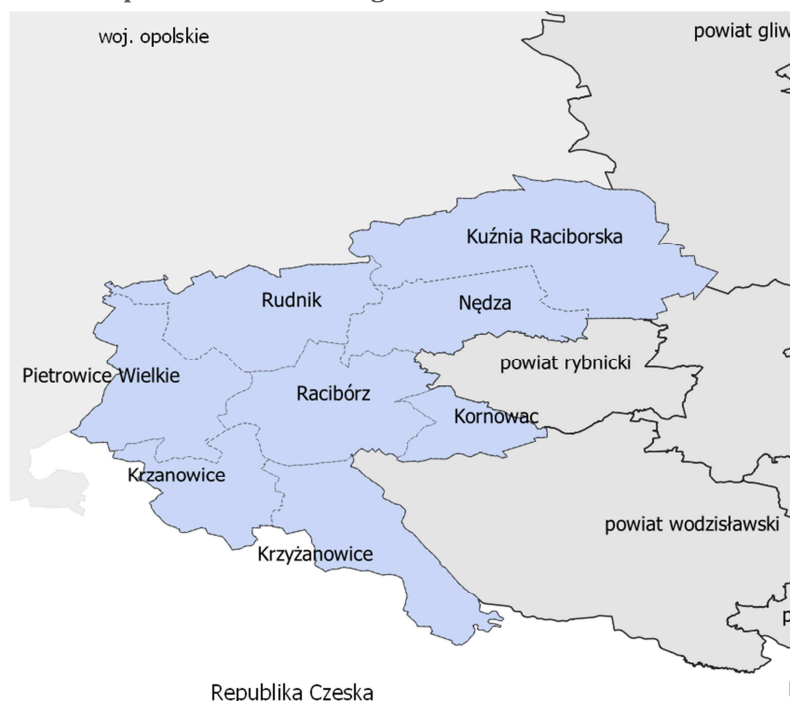 woj. opolskie
powiat gliw
Kuźnia Raciborska
Rudnik
Nędza
powiat rybnicki
Pietrowice Wielkie
Racibórz
Kornowac
Krzanowice
powiat wodzisławski
Krzyżanowice
Republika Czeska